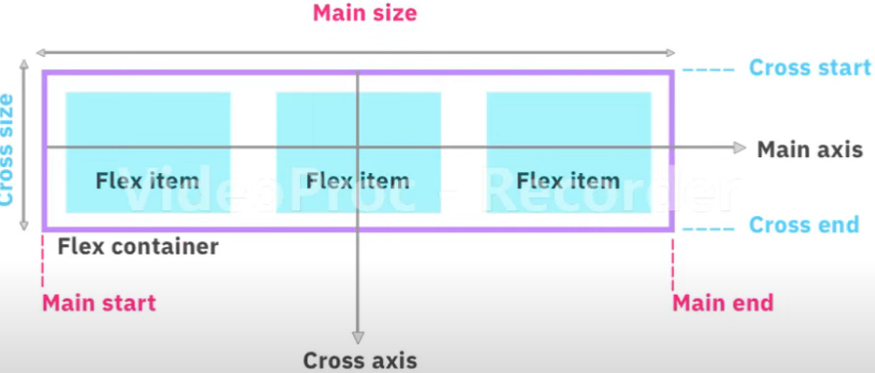 Main size
Cross start
Cross size
Main axis
Flex item
Flex item
Flex item
VideoProc - Recorder
Cross end
Flex container
Main start
Main end
Cross axis